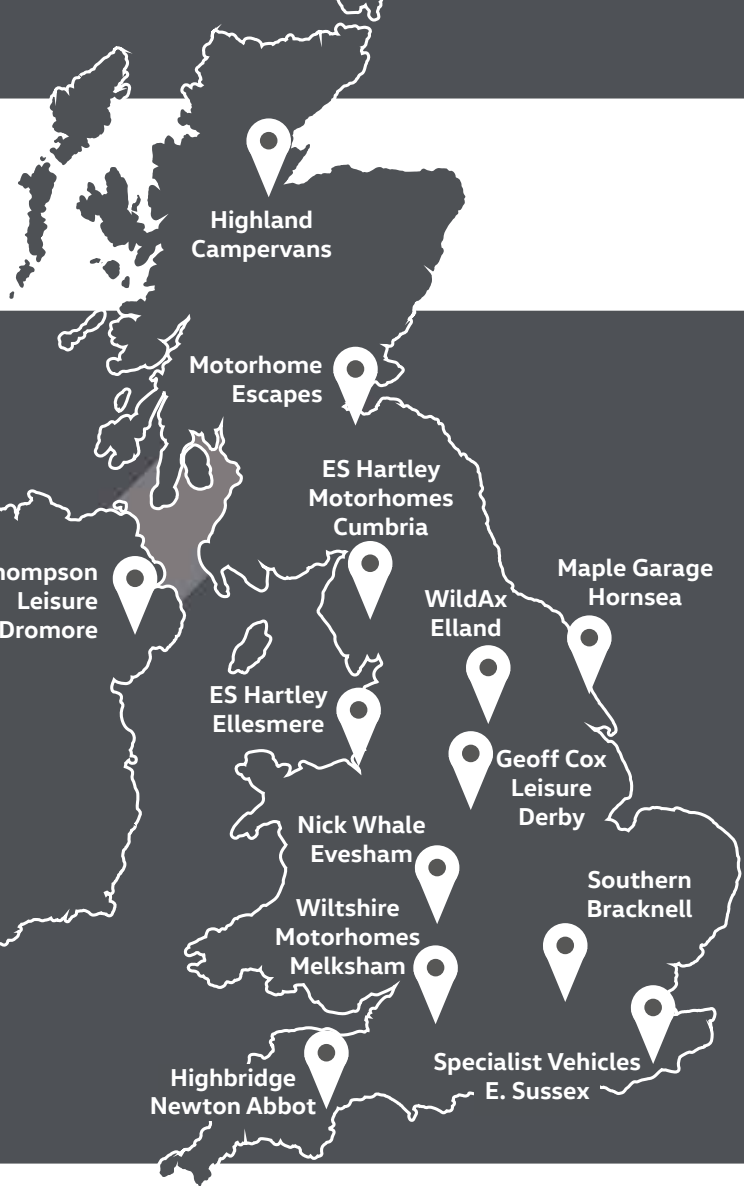 Highland
Campervans
Motorhome
Escapes
ES Hartley
Motorhomes
Cumbria
hompson
Leisure
Dromore
Maple Garage
Hornsea
WildAx
Elland
ES Hartley
Ellesmere
Geoff Cox
Leisure
Derby
Nick Whale
Evesham
Southern
Bracknell
Wiltshire
Motorhomes
Melksham
Specialist Vehicles
E. Sussex
Highbridge
Newton Abbot